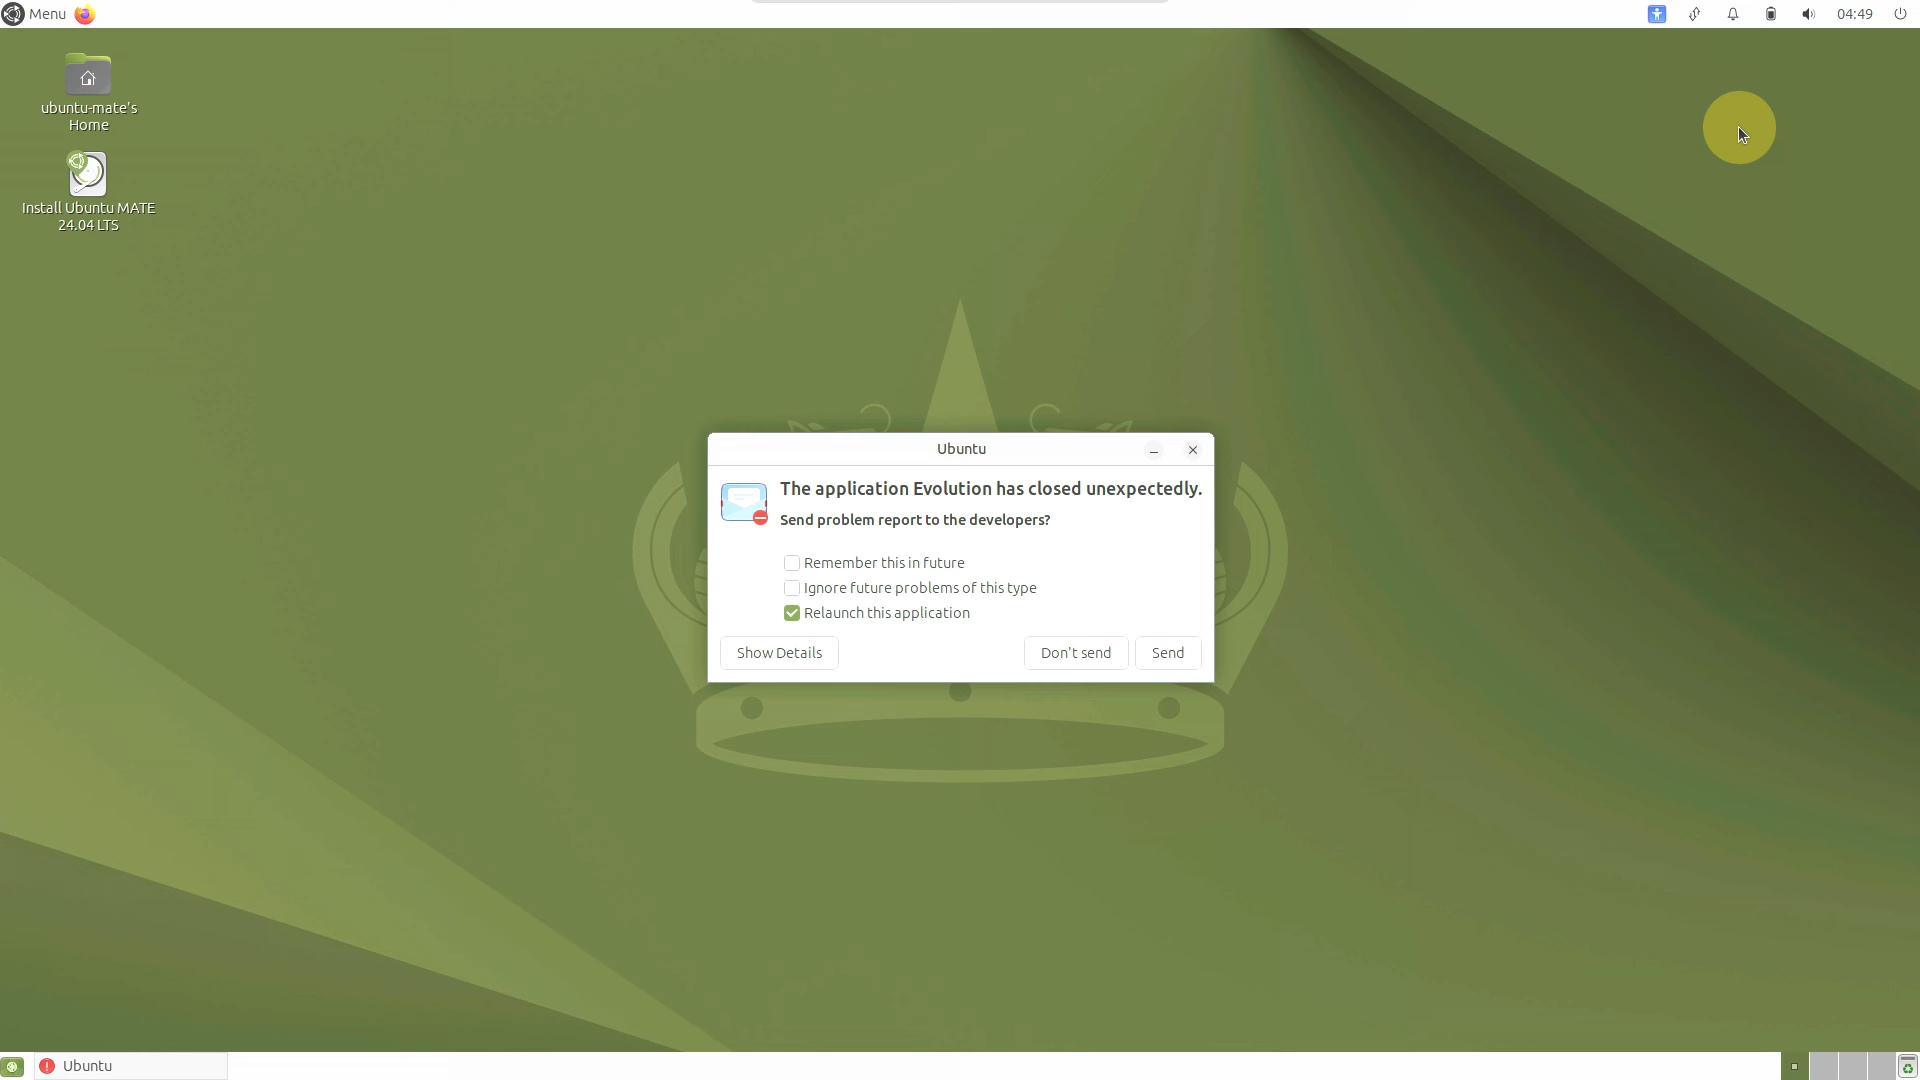 Menu
04:49
ubuntu-mate's
Home
Install Ubuntu MATE
24.04 LTS
Ubuntu
The application Evolution has closed unexpectedly.
Send problem report to the developers?
Remember this in future
Ignore future problems of this type
Relaunch this application
Show Details
Don't send
Send
Ubuntu